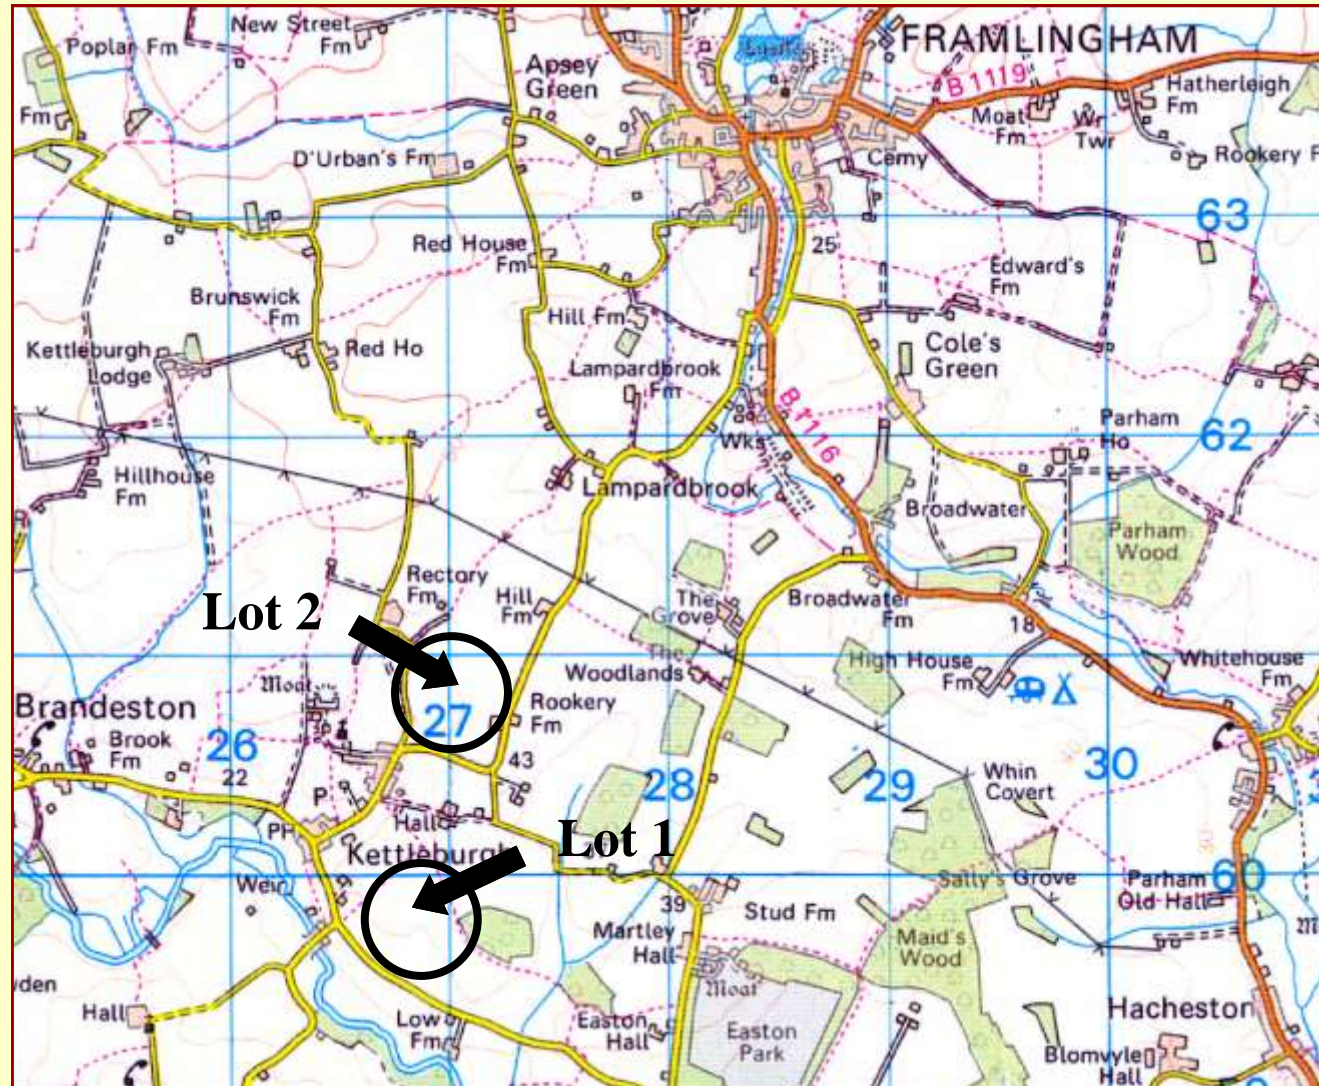 New Street
Fm
Poplar Fm
FRAMLINGHAM
Apsey
Green
B 1119
Hatherleigh
Fm
Moat
Fm
Wr
Twr
Fm
D'Urban's Fm
Cemy
Rookery F
63
Red House
Fm
25
Edward's
Fm
Brunswick
Fm
Hill Fm
Kettleburgh
Lodge
Red Ho
Cole's
Green
Lampardbrook
Fm
B 1116
Parham
Ho
62
Wks
Hillhouse
Fm
Lampardbrook
Broadwater
Parham
Wood
Rectory
Fm
Hill
Fm
The
Grove
Broadwater
Fm
18
Lot 2
The
Woodlands
High House
Fm
Whitehouse
Fm
Moat
Brandeston
Rookery
Fm
27
Brook
Fm
26
22
43
28
29
30
3
Whin
Covert
P
PH
Hall
Kettleburgh
Lot 1
Weir
Sally's Grove
Parham
Old Hall
60
39
Stud Fm
Martley
Hall
Maid's
Wood
Moat
M
wden
Hall
Low
Fm
Easton
Hall
Easton
Park
Hacheston
Blomvyle
Hall